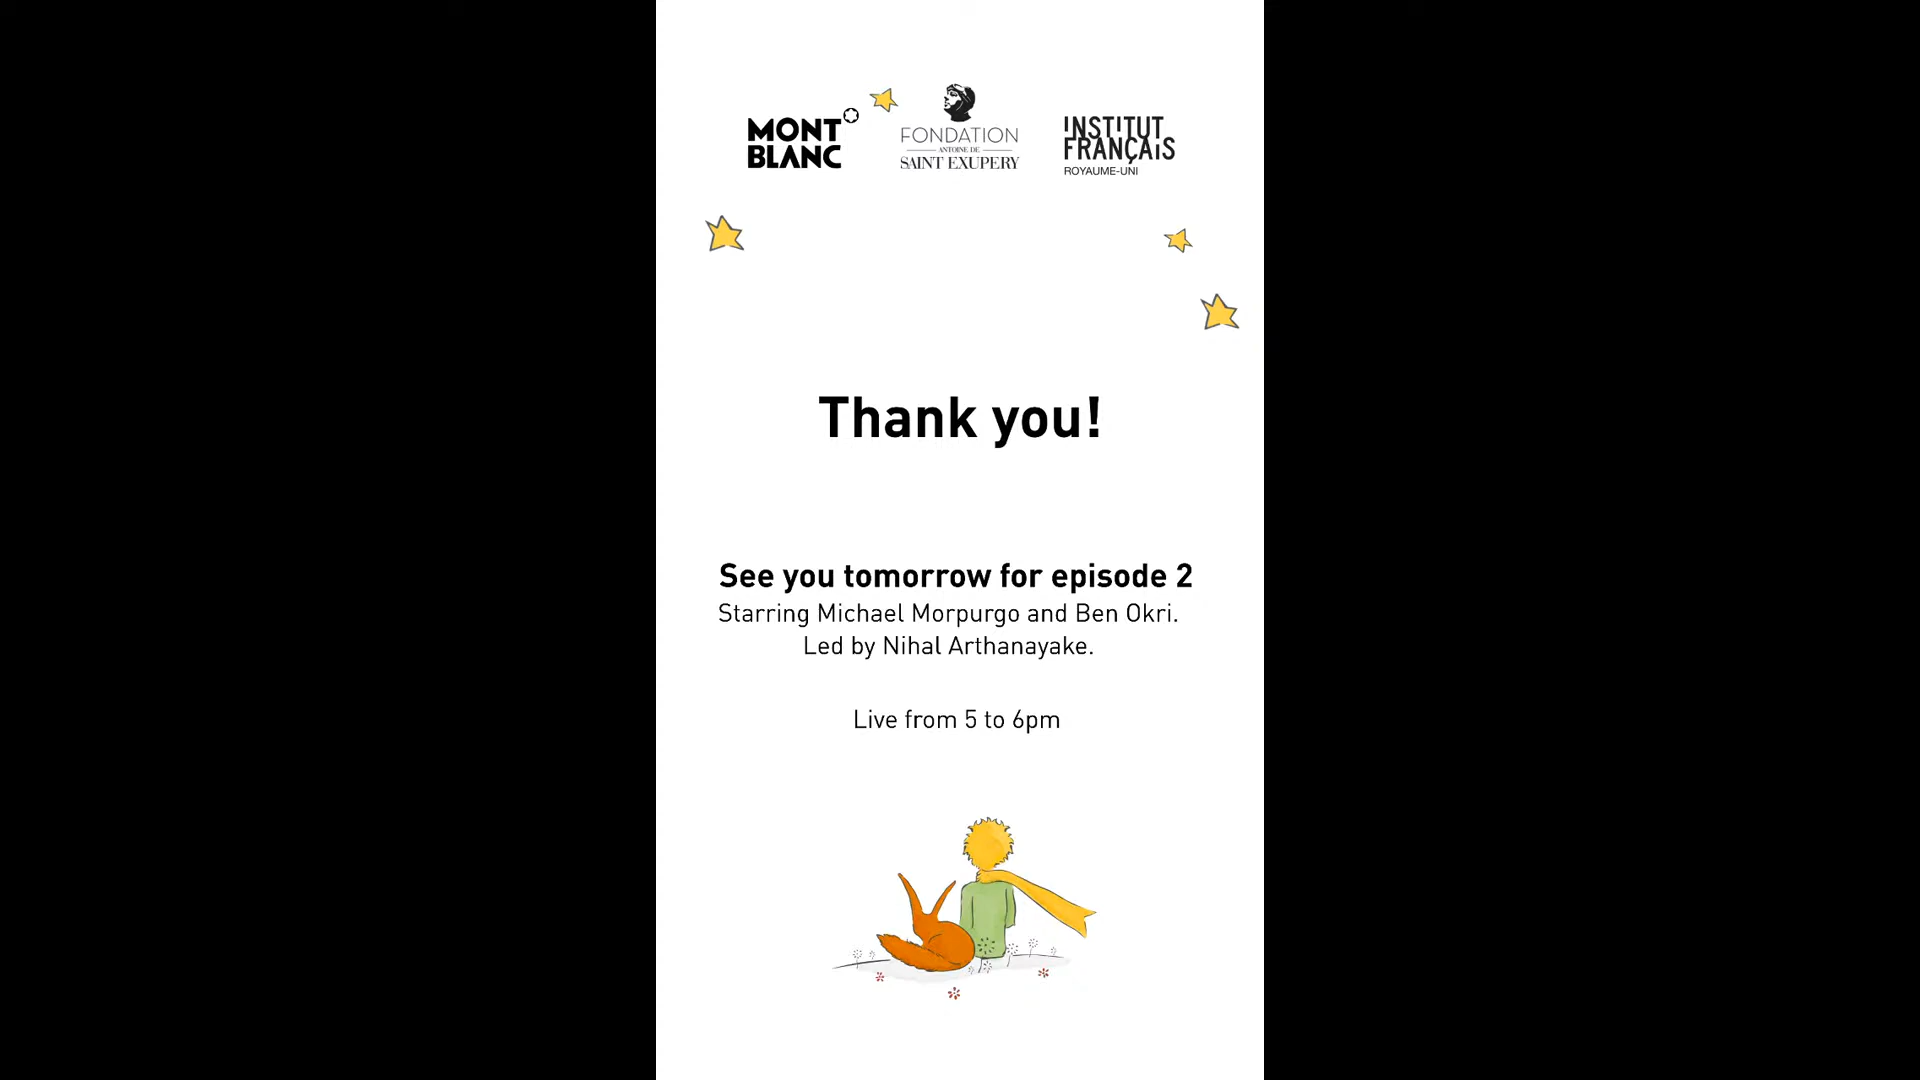 MONT
BLANC
FONDATION
ANTOINE DE
SAINT EXUPERY
INSTITUT
FRANÇAIS
ROYAUME-UNI
Thank you!
See you tomorrow for episode 2
Starring Michael Morpurgo and Ben Okri.
Led by Nihal Arthanayake.
Live from 5 to 6pm